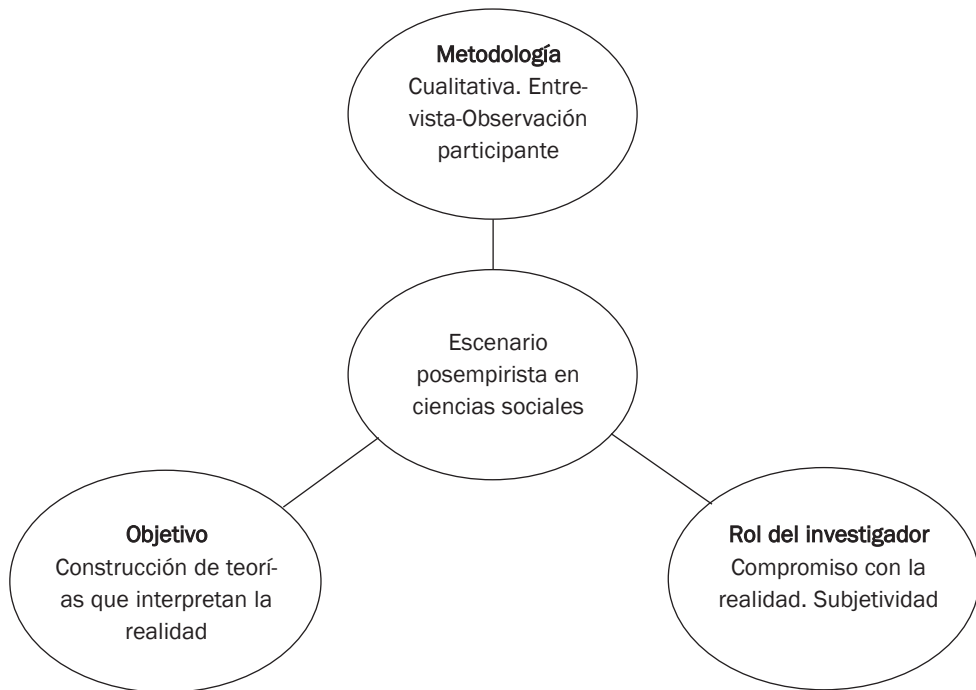 Metodología
Cualitativa. Entre-
vista-Observación
participante
Escenario
posempirista en
ciencias sociales
Objetivo
Construcción de teorí-
as que interpretan la
realidad
Rol del investigador
Compromiso con la
realidad. Subjetividad